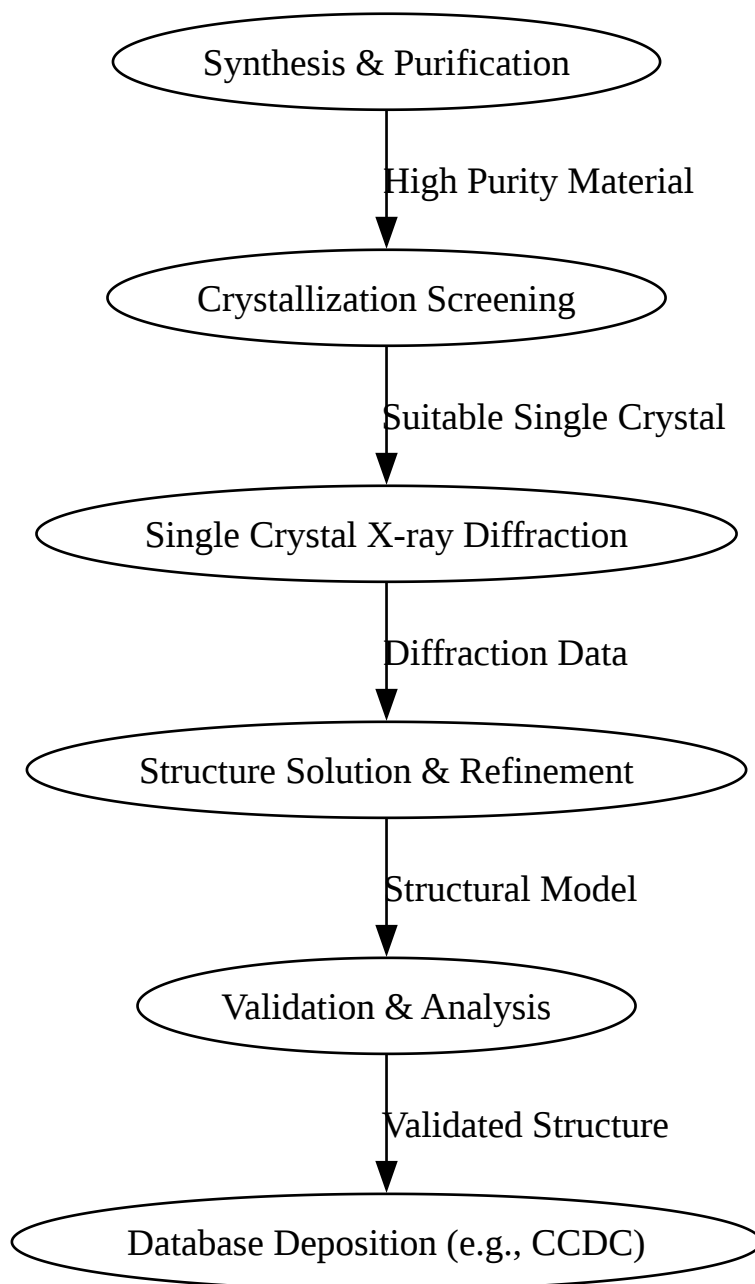 Synthesis & Purification
High Purity Material
Crystallization Screening
Suitable Single Crystal
Single Crystal X-ray Diffraction
Diffraction Data
Structure Solution & Refinement
Structural Model
Validation & Analysis
Validated Structure
Database Deposition (e.g., CCDC)